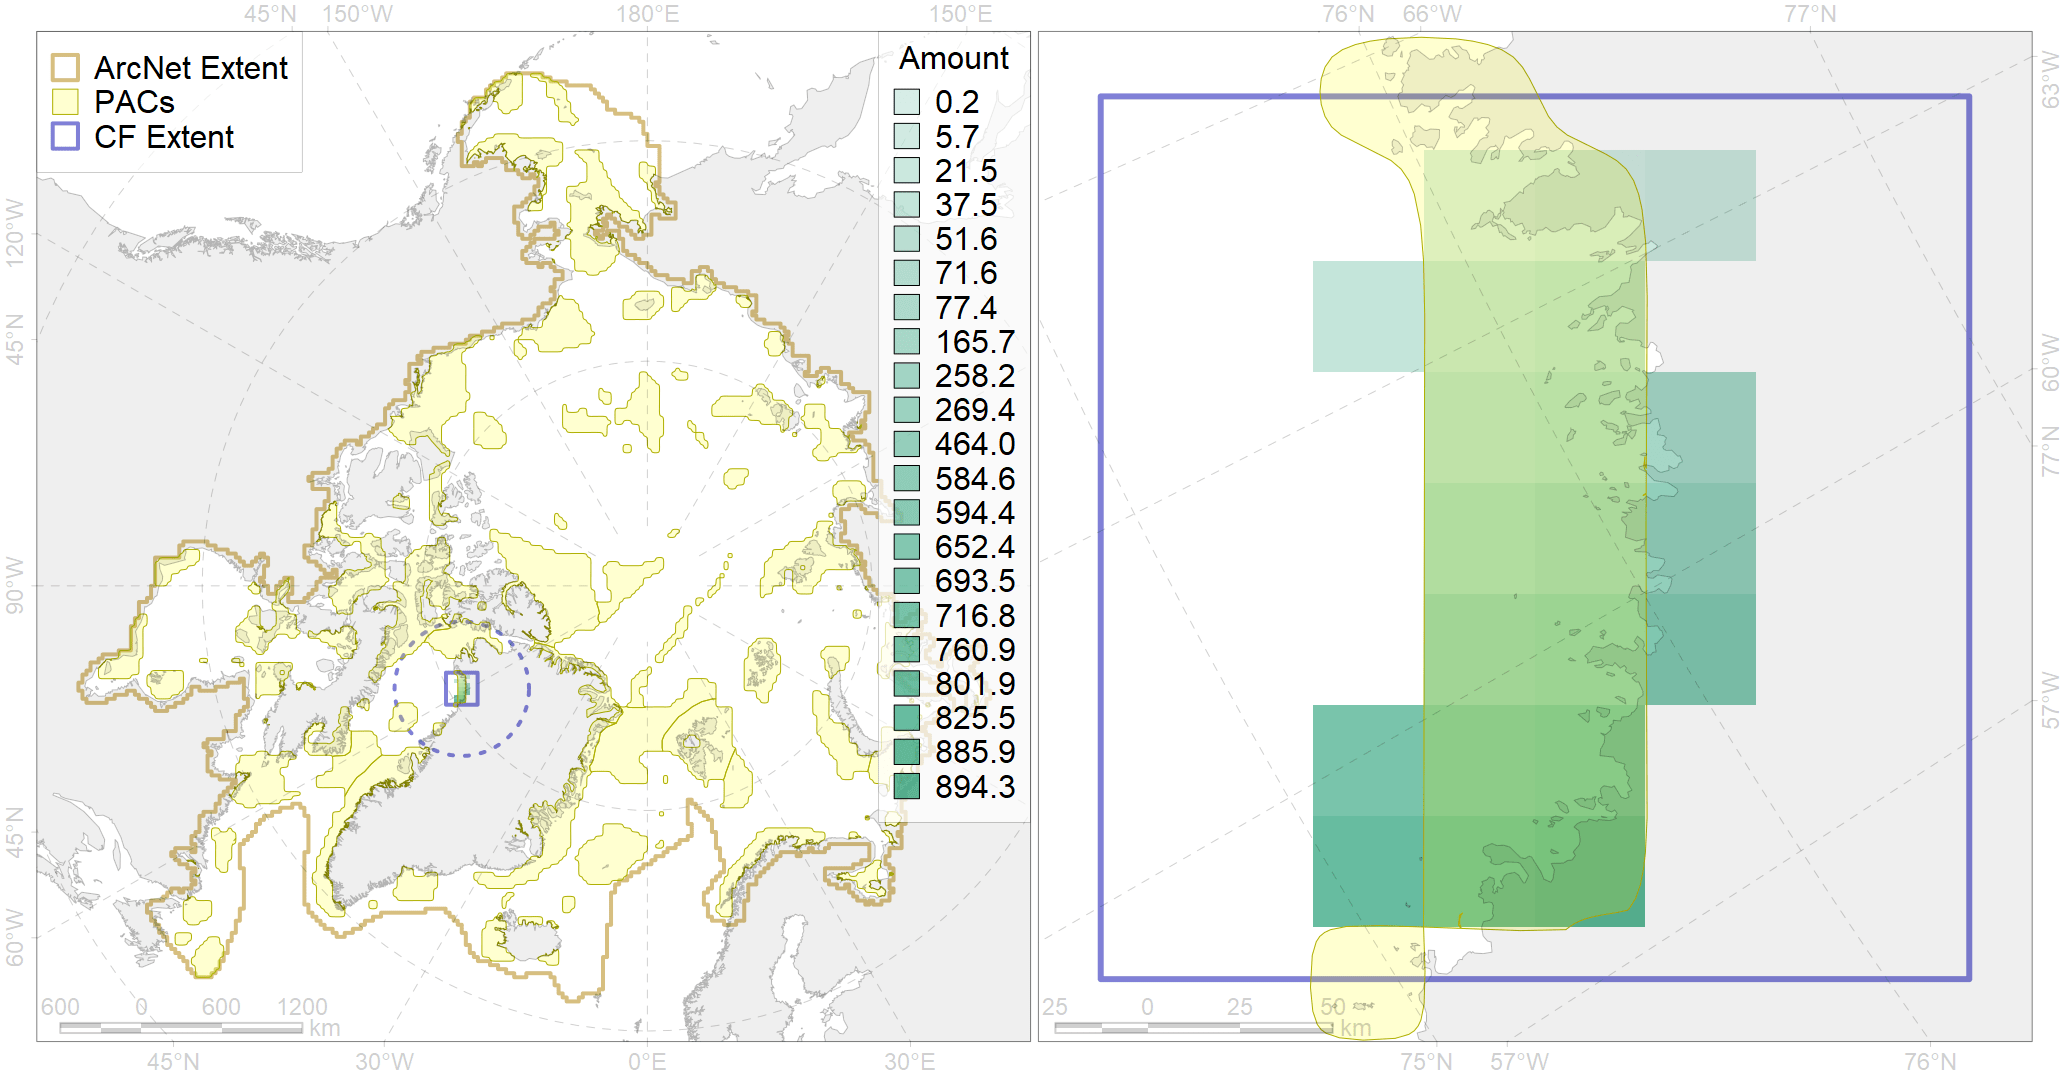 45°N 150°W 180°E 150°E 76°N 66°W 77°N
ArcNet Extent
PACs
CF Extent
Amount
0.2
5.7
21.5
37.5
51.6
71.6
77.4
165.7
258.2
269.4
464.0
584.6
594.4
652.4
693.5
716.8
760.9
801.9
825.5
885.9
894.3
120°W
45°N
90°W
45°N
60°W
63°W
60°W
77°N
57°W
600 0 600 1200
km
25 0 25 50
km
45°N 30°W 0°E 30°E 75°N 57°W 76°N